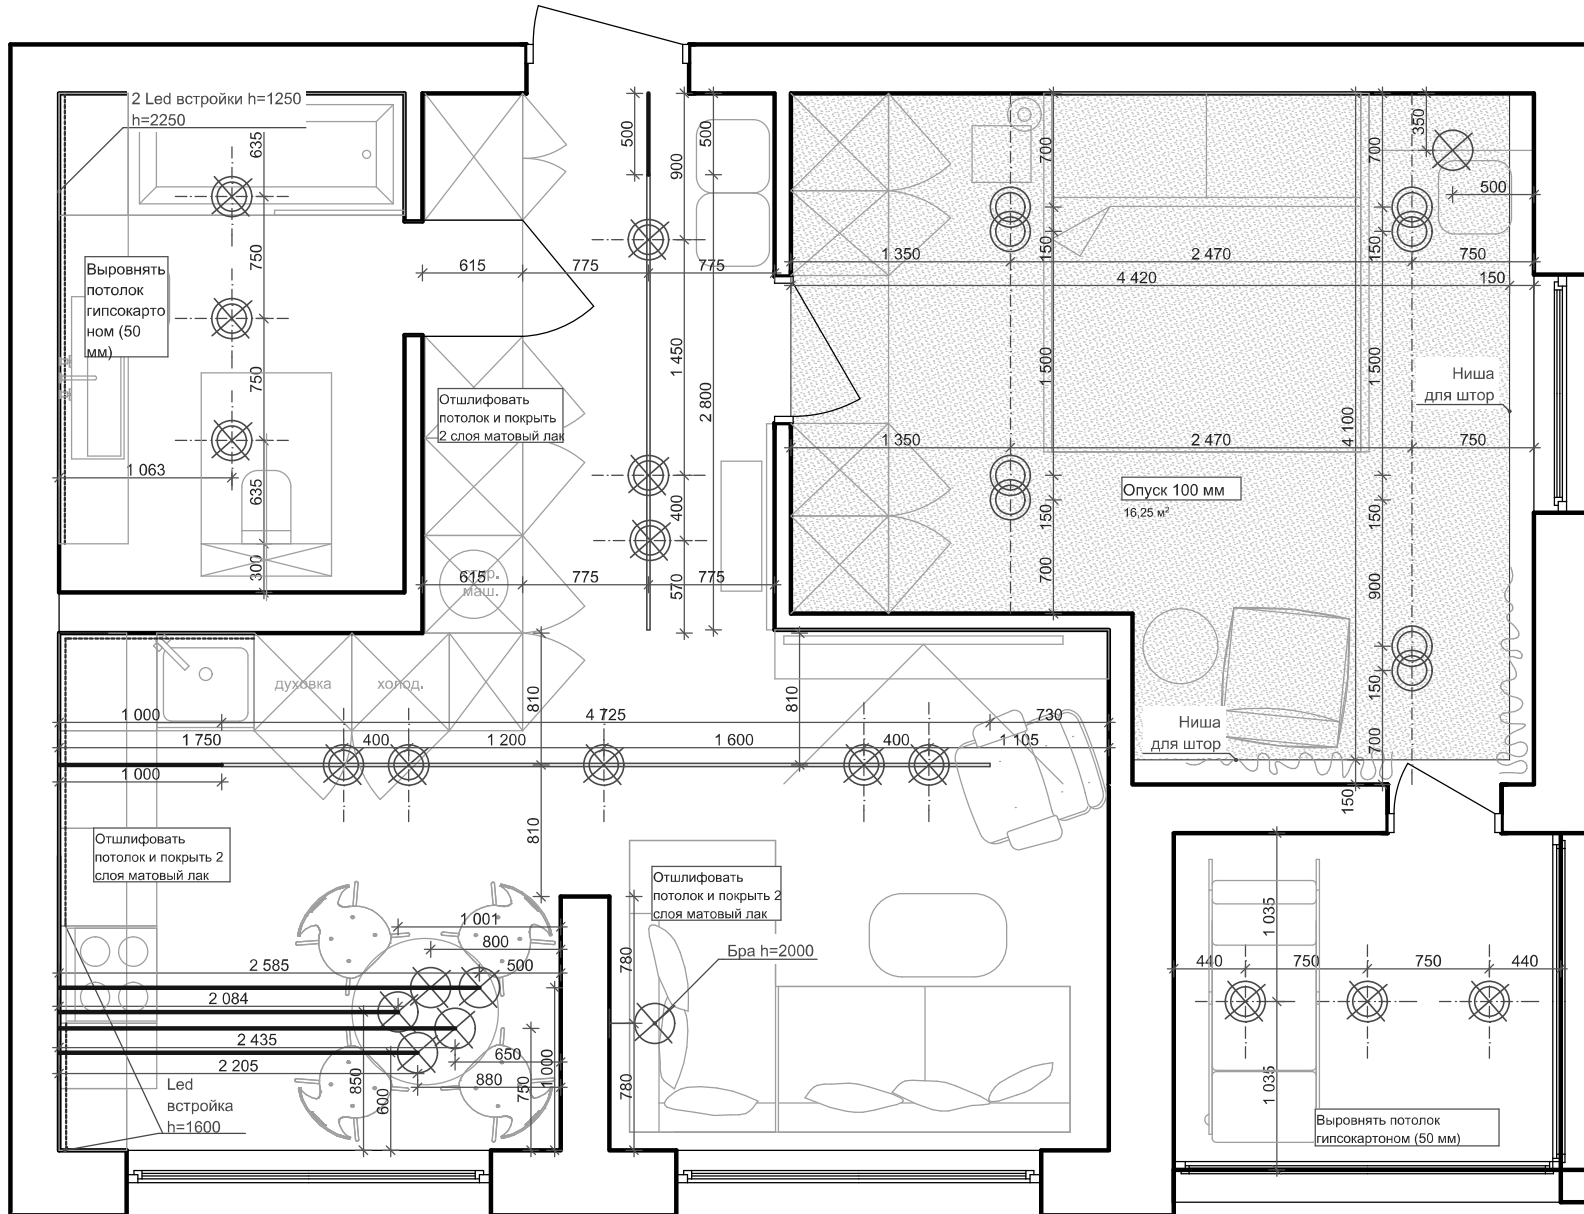 2 Led встройки h=1250
h=2250
635
750
750
635
300
1 063
Выровнять
потолок
гипсокарто
ном (50
мм)
500
900
500
615
775
775
1 450
2 800
Отшлифовать
потолок и покрыть
2 слоя матовый лак
400
570
615
775
775
маш.
700
150
1 350
2 470
750
4 420
150
700
350
500
150
1 500
1 500
4 100
1 350
2 470
750
Ниша
для штор
Опуск 100 мм
16,25 м²
150
700
150
900
150
700
150
Ниша
для штор
духовка
холод.
810
810
810
1 000
4 725
730
1 750
400
1 200
1 600
400
1 105
1 000
Отшлифовать
потолок и покрыть 2
слоя матовый лак
Отшлифовать
потолок и покрыть 2
слоя матовый лак
Бра h=2000
780
780
1 001
800
2 585
500
2 084
2 435
650
2 205
880
850
600
750
1 000
Led
встройка
h=1600
1 035
440
750
750
440
1 035
Выровнять потолок
гипсокартоном (50 мм)